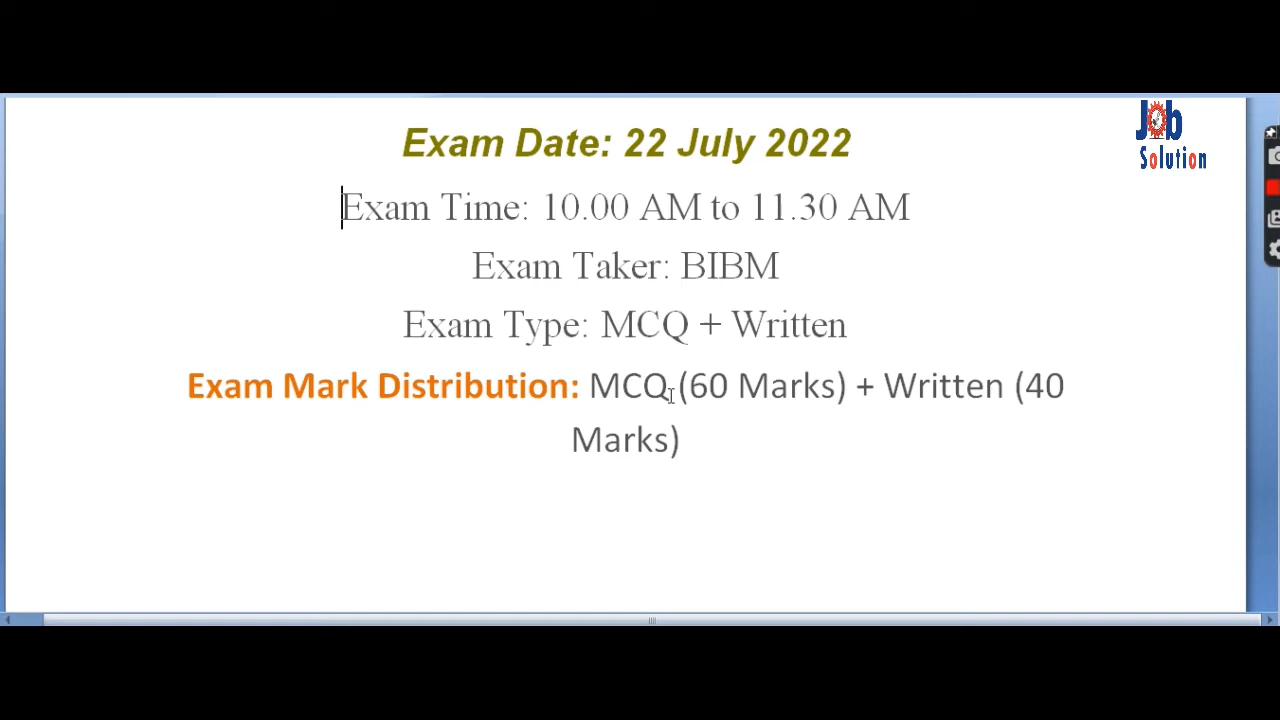 Job
Solution
Exam Date: 22 July 2022
Exam Time: 10.00 AM to 11.30 AM
Exam Taker: BIBM
Exam Type: MCQ + Written
Exam Mark Distribution: MCQ (60 Marks) + Written (40
Marks)